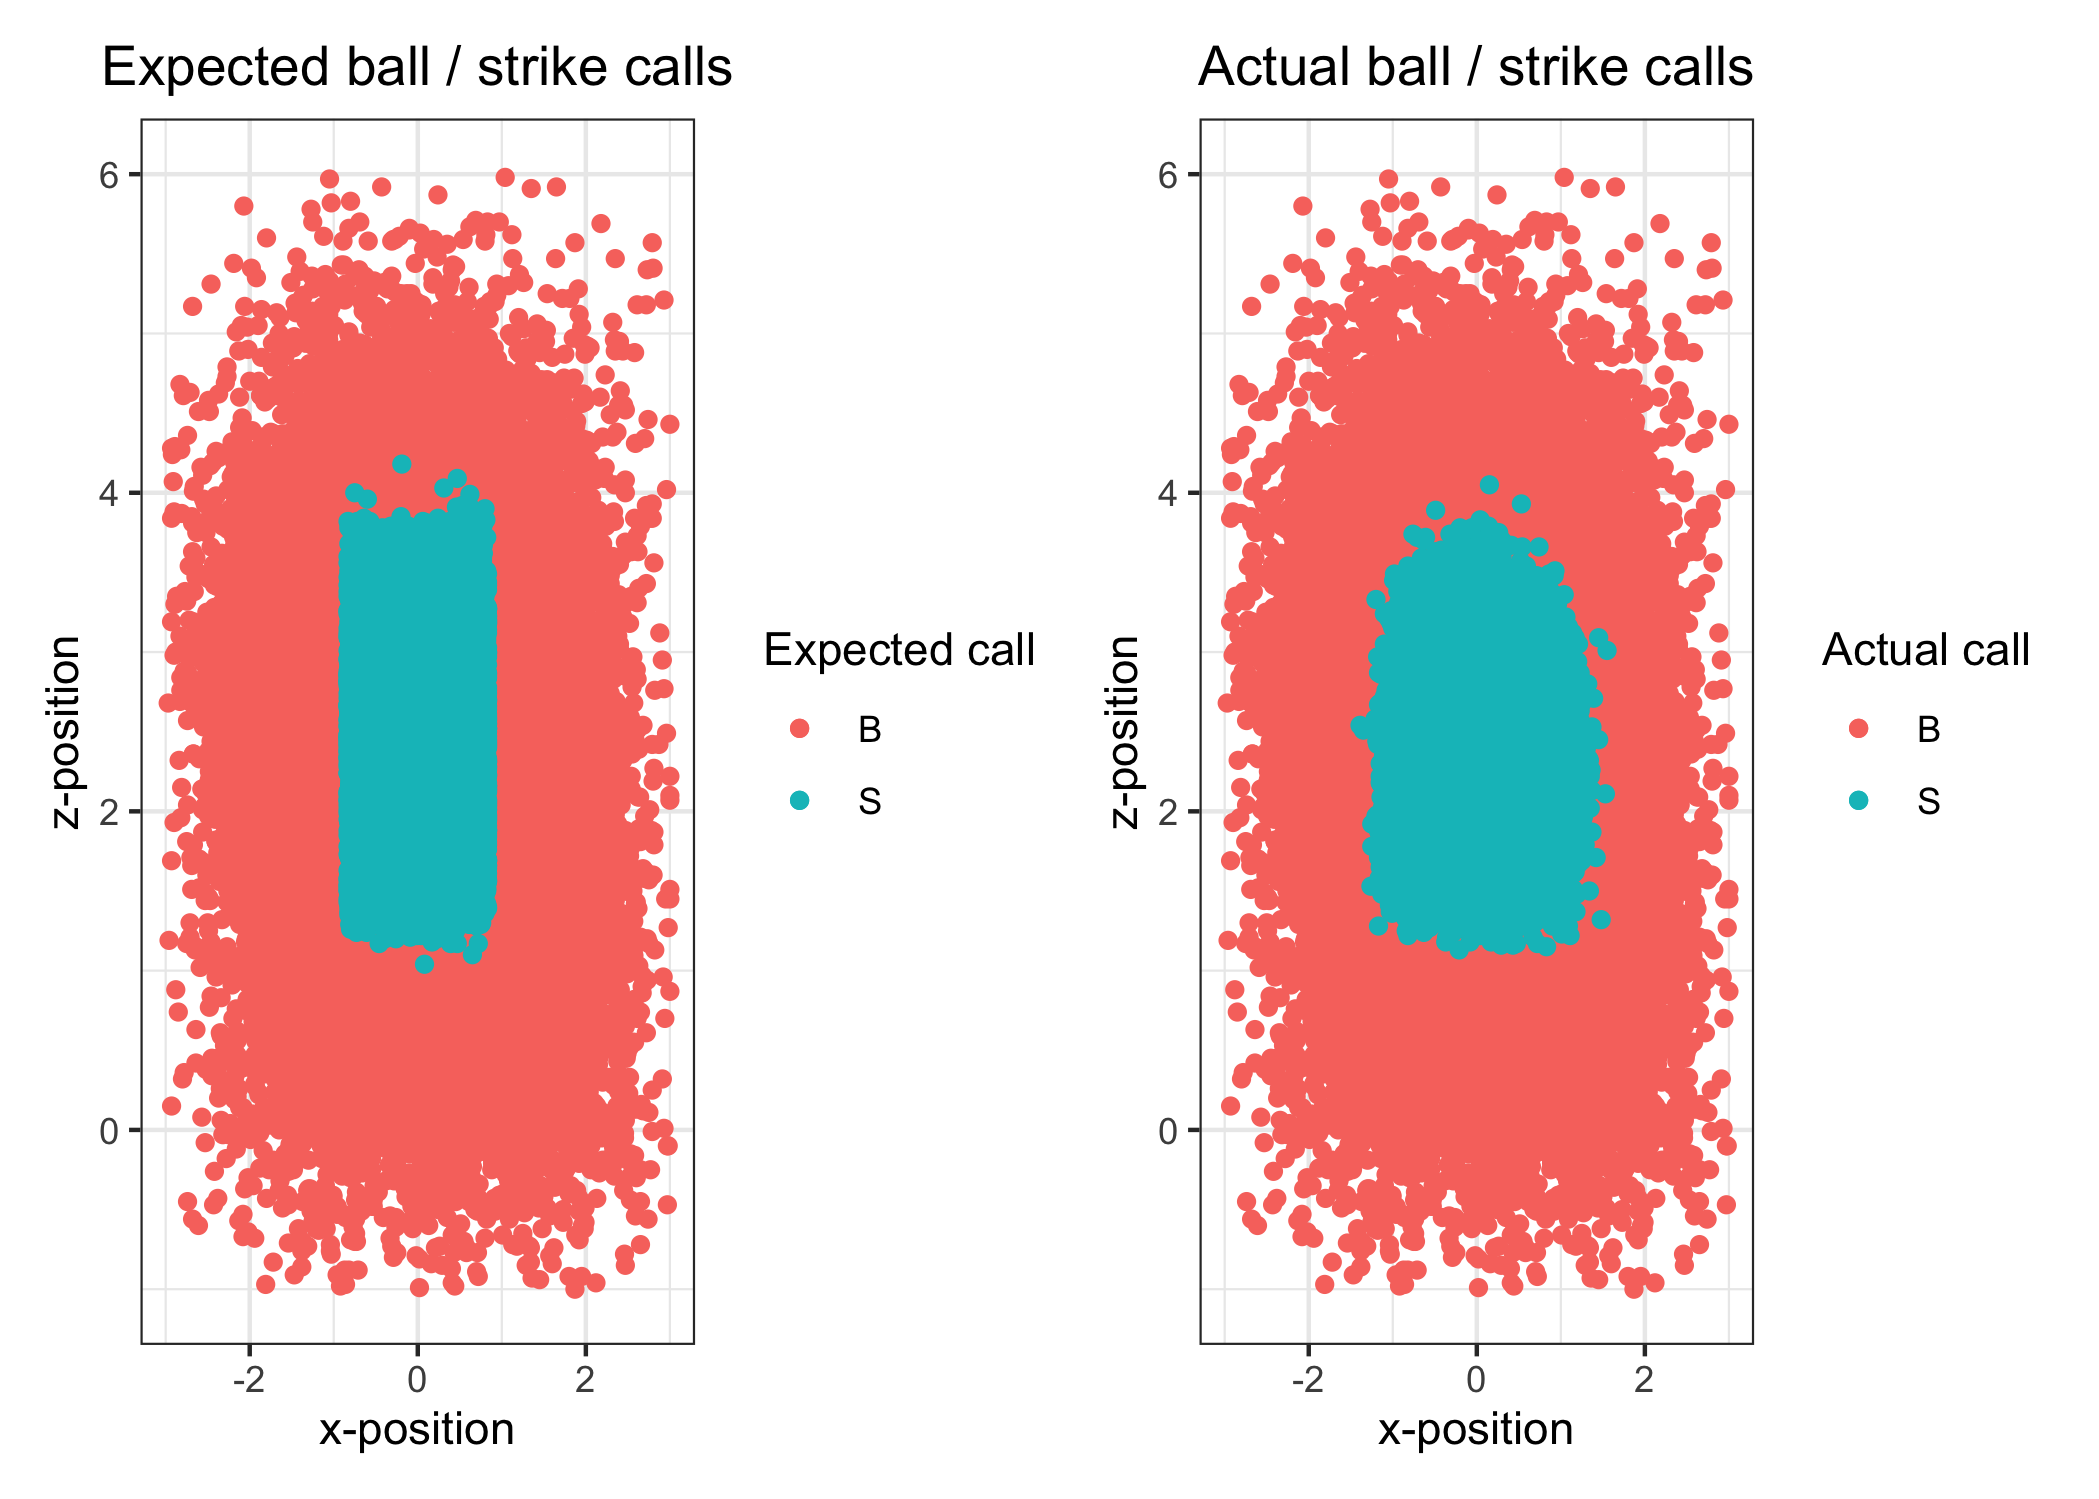 Expected ball / strike calls
6
4
2
0
z-position
-2 0 2
x-position
Expected call
B
S
Actual ball / strike calls
6
4
2
0
z-position
-2 0 2
x-position
Actual call
B
S